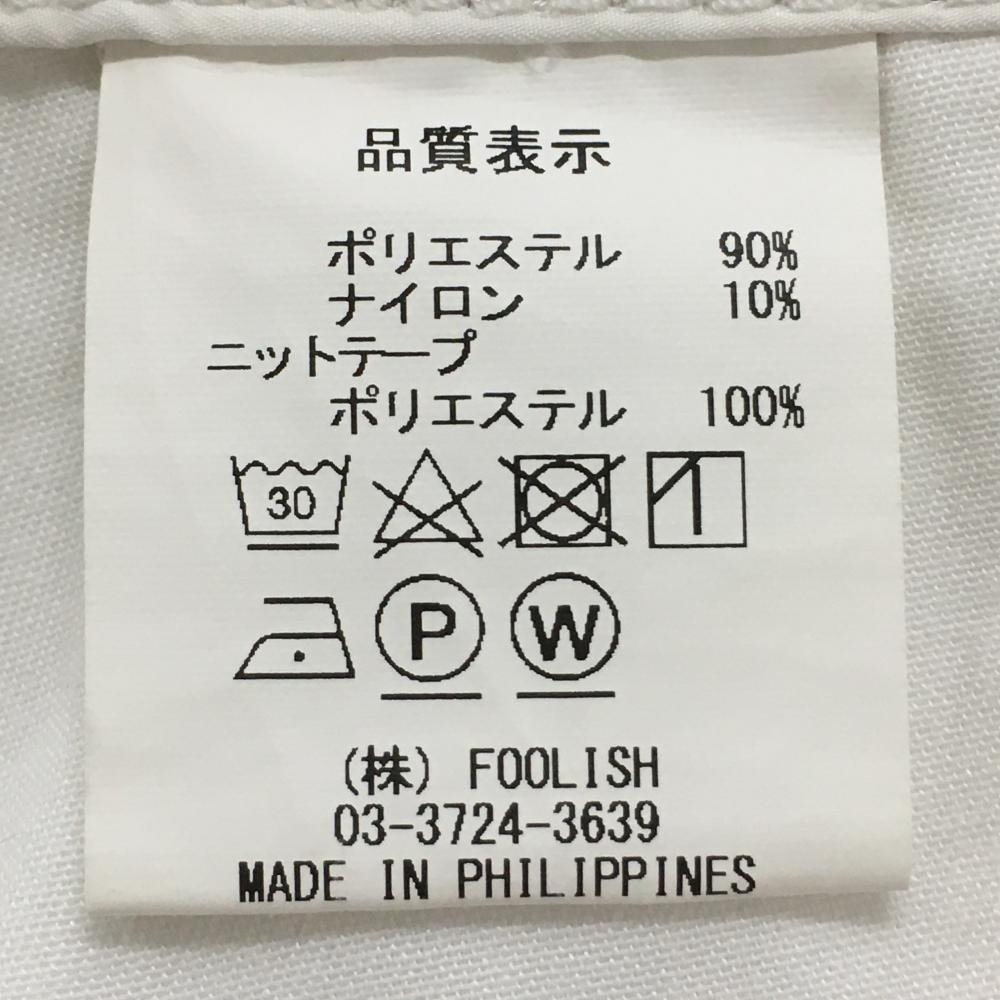 品質表示
ポリエステル 90%
ナイロン 10%
ニットテープ
ポリエステル 100%
30
P W
(株) FOOLISH
03-3724-3639
MADE IN PHILIPPINES